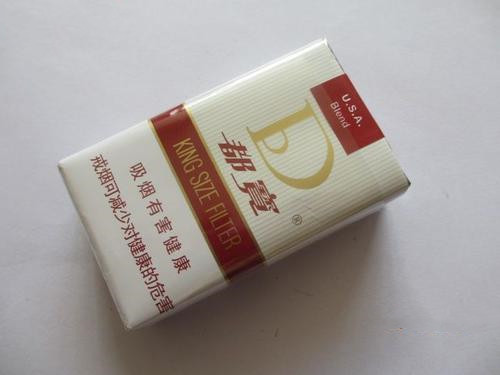 U.S.A.
Blend
D
都寳
®
KING SIZE FILTER
吸烟有害健康
戒烟可减少对健康的危害